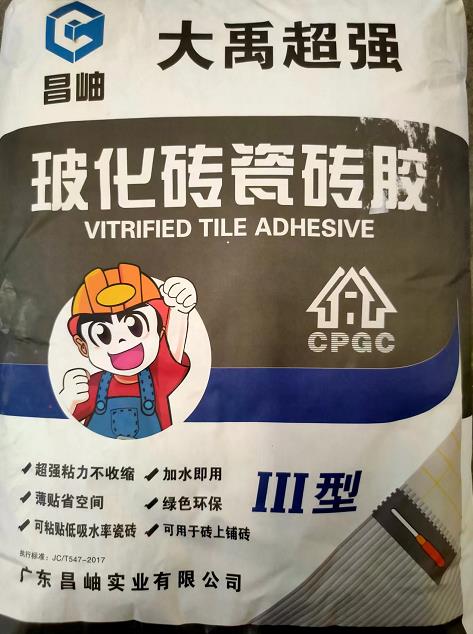 大禹超强
昌岫
玻化砖瓷砖胶
VITRIFIED TILE ADHESIVE
CPGC
✓超强粘力不收缩 ✓加水即用
✓薄贴省空间 ✓绿色环保
✓可粘贴低吸水率瓷砖 ✓可用于砖上铺砖
III型
执行标准：JC/T547-2017
广东昌岫实业有限公司